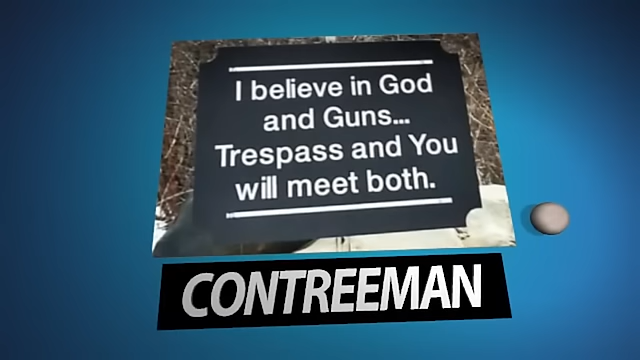 I believe in God
and Guns...
Trespass and You
will meet both.
CONTREEMAN